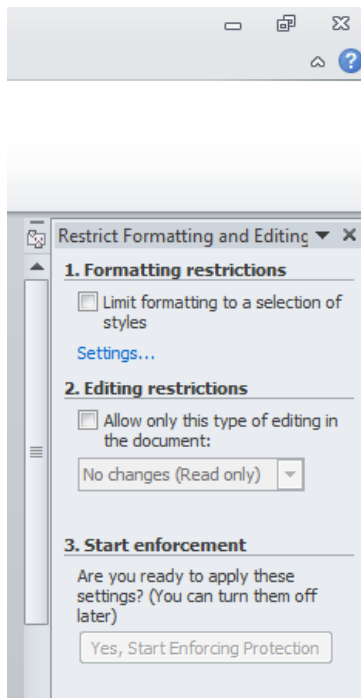 Restrict Formatting and Editing
1. Formatting restrictions
Limit formatting to a selection of
styles
Settings...
2. Editing restrictions
Allow only this type of editing in
the document:
No changes (Read only)
3. Start enforcement
Are you ready to apply these
settings? (You can turn them off
later)
Yes, Start Enforcing Protection